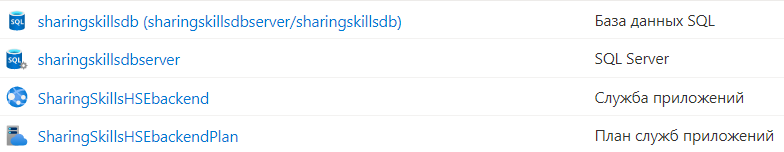 sharingskillsdb (sharingskillsdbserver/sharingskillsdb) База данных SQL
sharingskillsdbserver SQL Server
SharingSkillsHSEbackend Служба приложений
SharingSkillsHSEbackendPlan План служб приложений